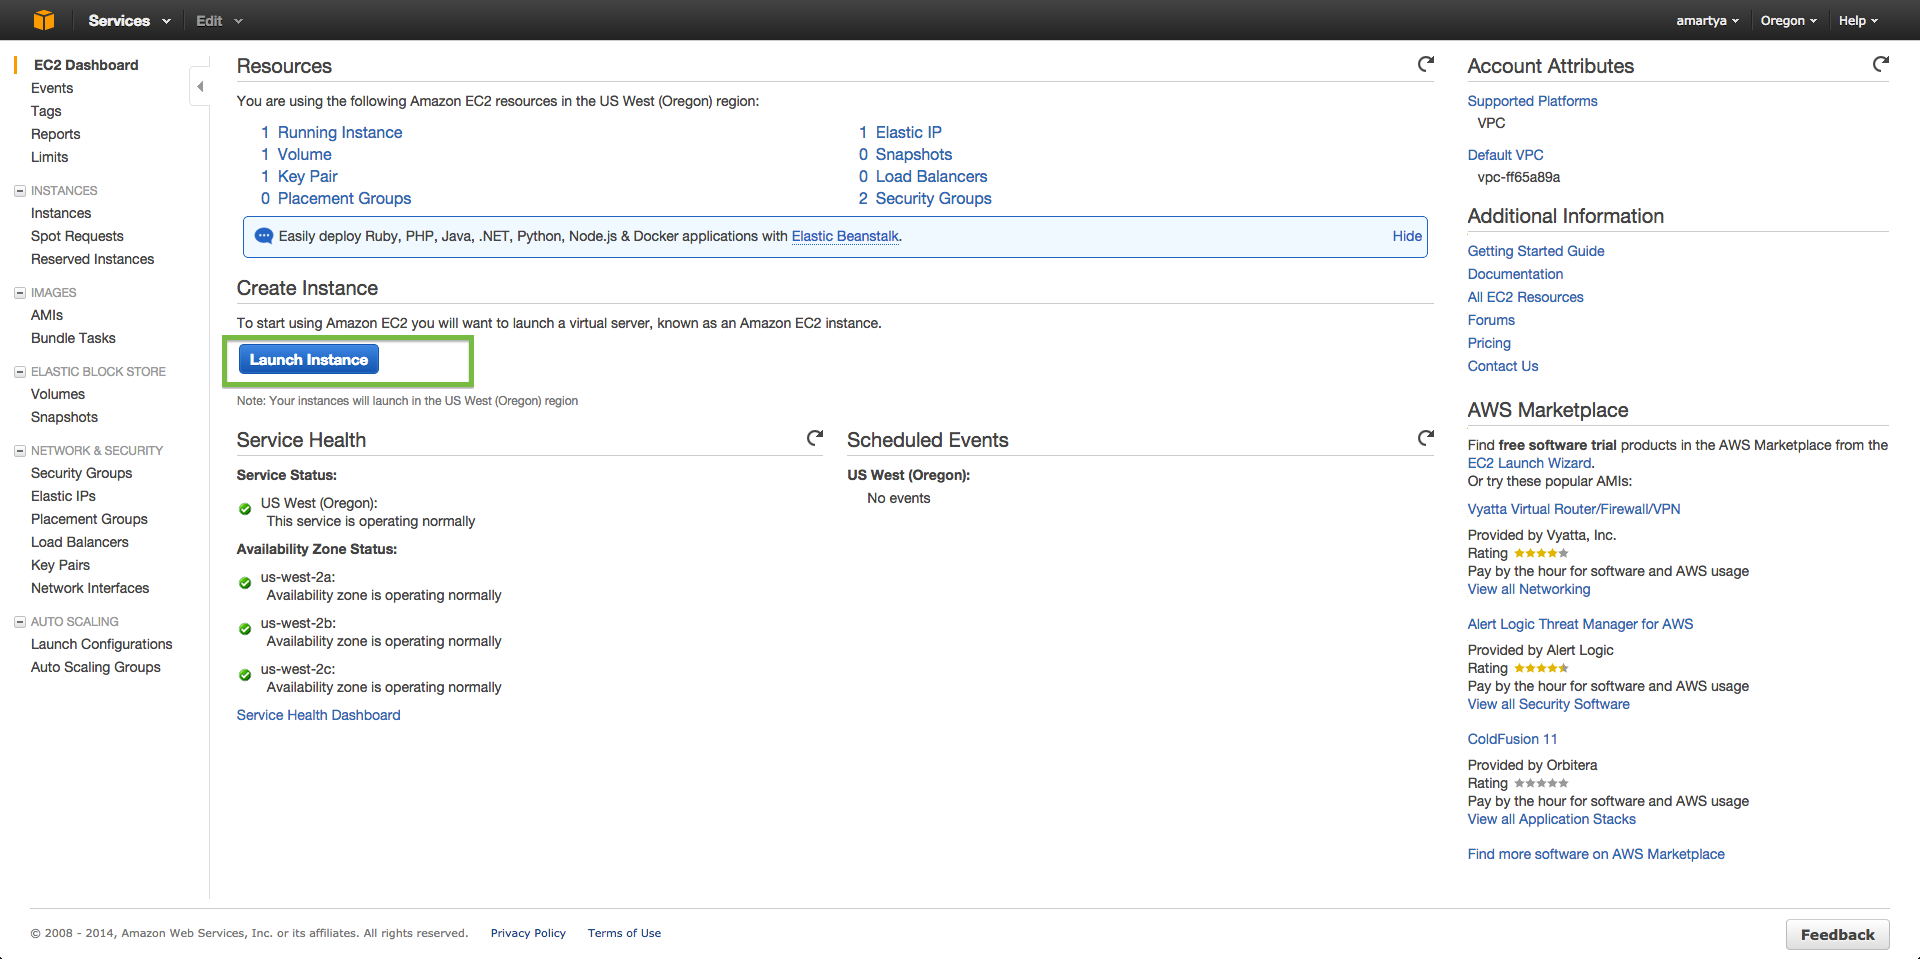 Services
Edit
amartya
Oregon
Help
EC2 Dashboard
Events
Tags
Reports
Limits
INSTANCES
Instances
Spot Requests
Reserved Instances
IMAGES
AMIs
Bundle Tasks
ELASTIC BLOCK STORE
Volumes
Snapshots
NETWORK & SECURITY
Security Groups
Elastic IPs
Placement Groups
Load Balancers
Key Pairs
Network Interfaces
AUTO SCALING
Launch Configurations
Auto Scaling Groups
Resources
You are using the following Amazon EC2 resources in the US West (Oregon) region:
1 Running Instance
1 Volume
1 Key Pair
0 Placement Groups
1 Elastic IP
0 Snapshots
0 Load Balancers
2 Security Groups
Easily deploy Ruby, PHP, Java, .NET, Python, Node.js & Docker applications with Elastic Beanstalk.
Hide
Create Instance
To start using Amazon EC2 you will want to launch a virtual server, known as an Amazon EC2 instance.
Launch Instance
Note: Your instances will launch in the US West (Oregon) region
Service Health
Service Status:
US West (Oregon):
This service is operating normally
Availability Zone Status:
us-west-2a:
Availability zone is operating normally
us-west-2b:
Availability zone is operating normally
us-west-2c:
Availability zone is operating normally
Service Health Dashboard
Scheduled Events
US West (Oregon):
No events
Account Attributes
Supported Platforms
VPC
Default VPC
vpc-ff65a89a
Additional Information
Getting Started Guide
Documentation
All EC2 Resources
Forums
Pricing
Contact Us
AWS Marketplace
Find free software trial products in the AWS Marketplace from the
EC2 Launch Wizard.
Or try these popular AMIs:
Vyatta Virtual Router/Firewall/VPN
Provided by Vyatta, Inc.
Rating
Pay by the hour for software and AWS usage
View all Networking
Alert Logic Threat Manager for AWS
Provided by Alert Logic
Rating
Pay by the hour for software and AWS usage
View all Security Software
ColdFusion 11
Provided by Orbitera
Rating
Pay by the hour for software and AWS usage
View all Application Stacks
Find more software on AWS Marketplace
© 2008 - 2014, Amazon Web Services, Inc. or its affiliates. All rights reserved.
Privacy Policy
Terms of Use
Feedback